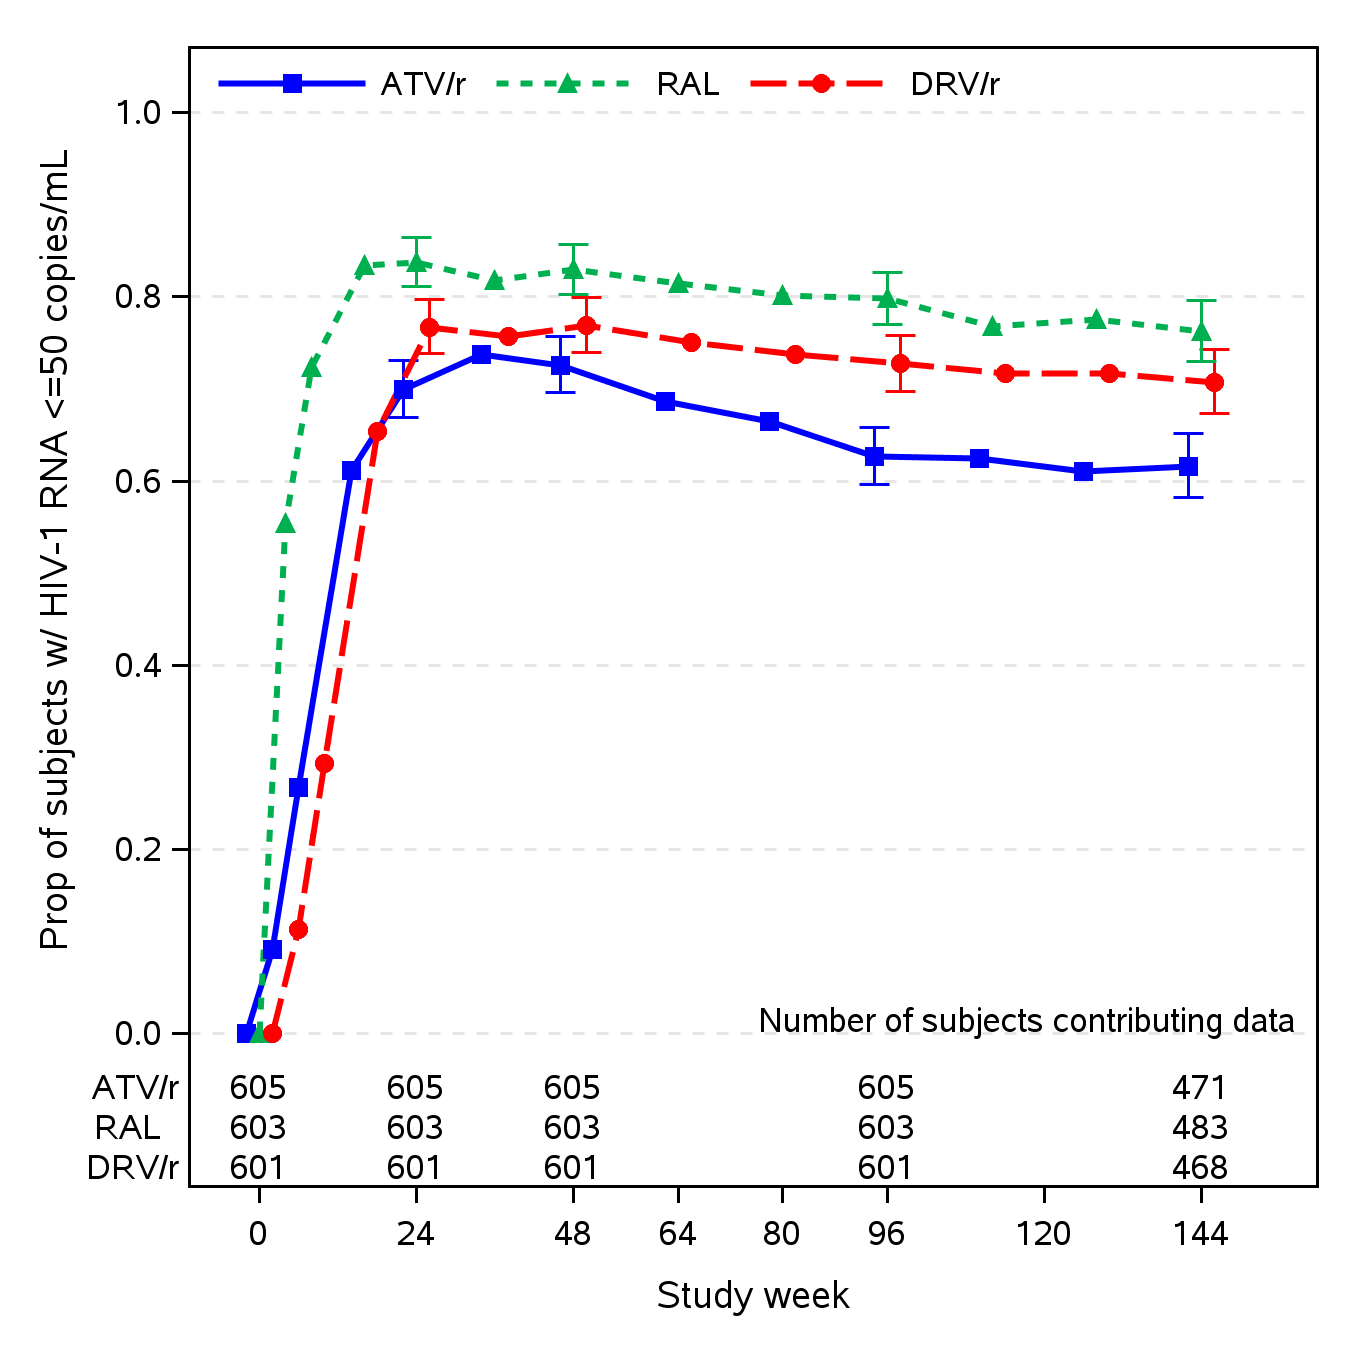 ATV/r RAL DRV/r
1.0
0.8
0.6
0.4
0.2
0.0
Prop of subjects w/ HIV-1 RNA <=50 copies/mL
Number of subjects contributing data
ATV/r 605 605 605 605 471
RAL 603 603 603 603 483
DRV/r 601 601 601 601 468
0 24 48 64 80 96 120 144
Study week